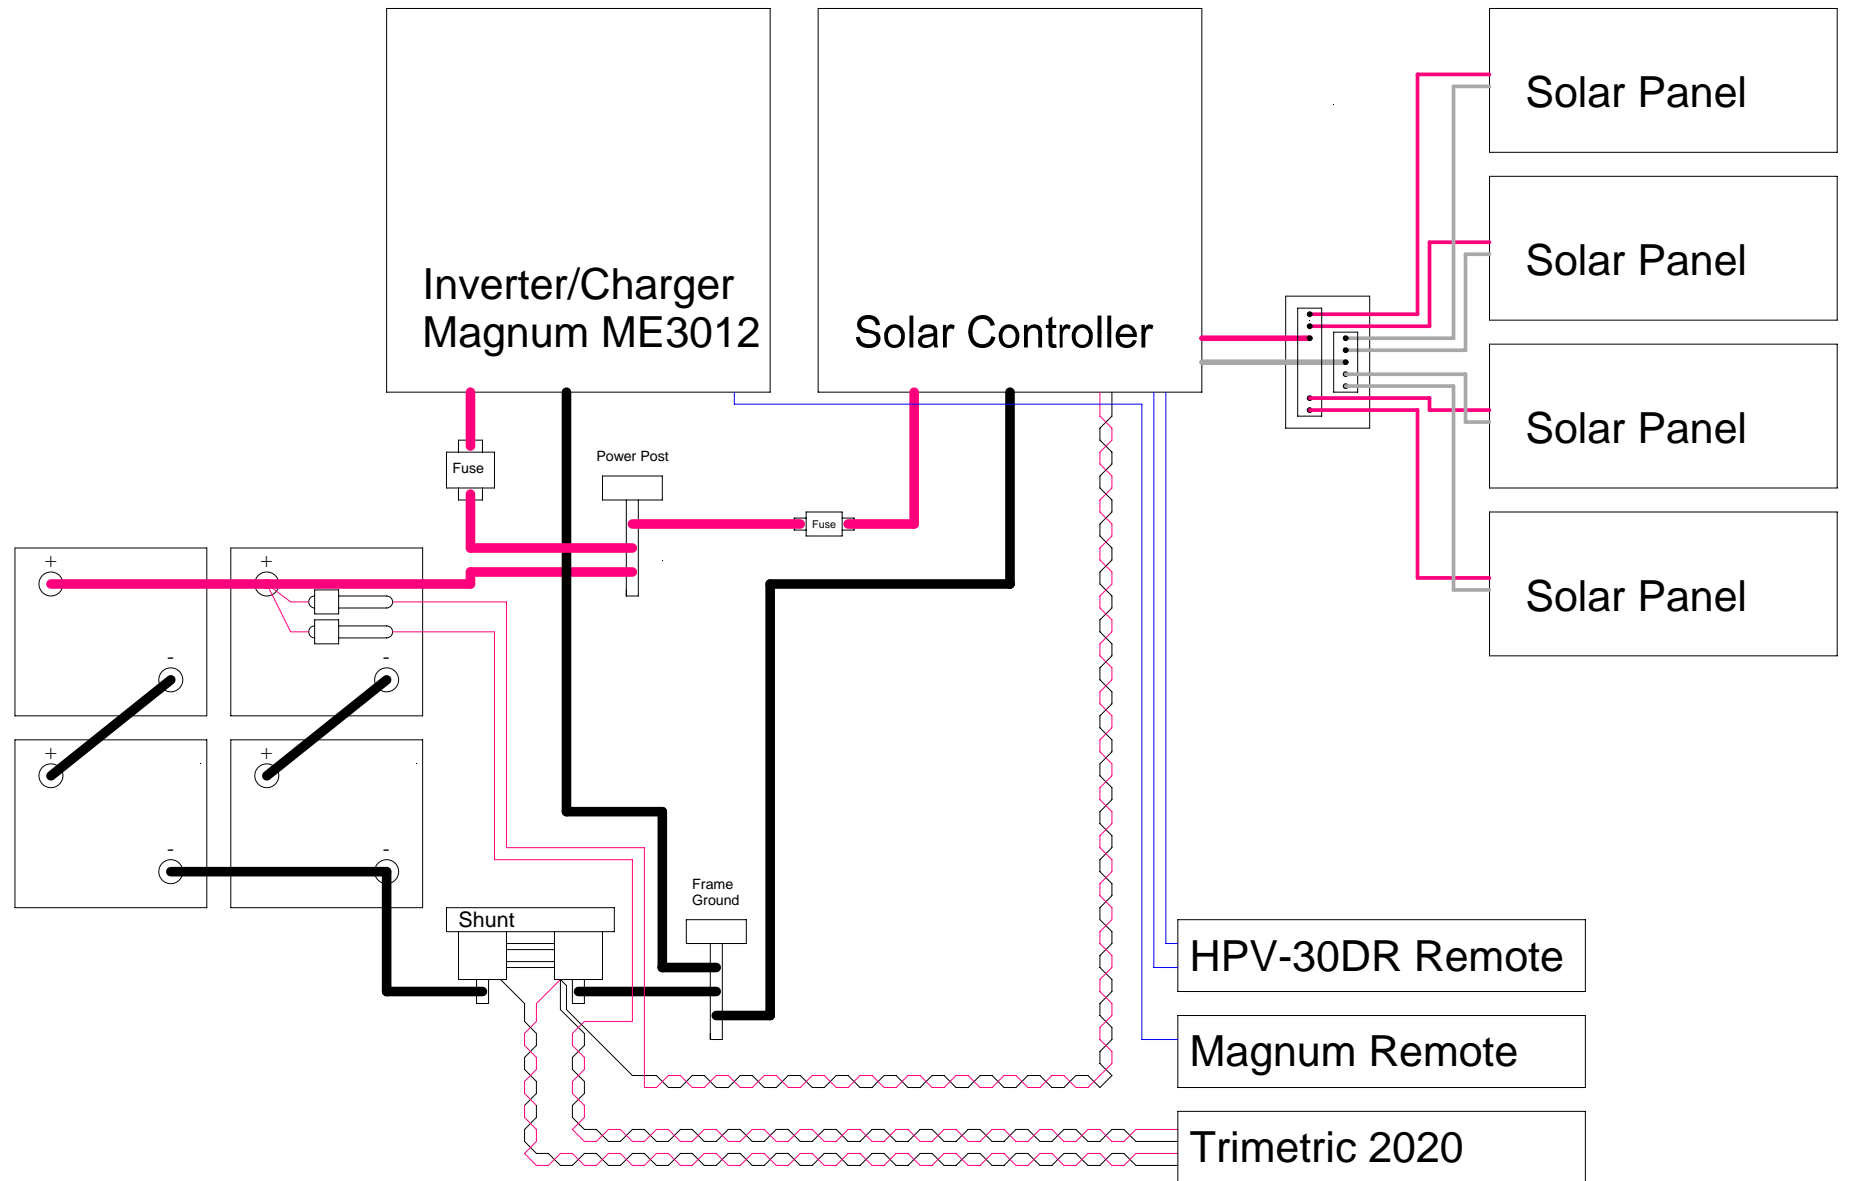 Solar Panel
Solar Panel
Inverter/Charger
Magnum ME3012
Solar Controller
Solar Panel
Power Post
Fuse
Fuse
+
+
Solar Panel
-
-
+
+
-
-
Frame
Ground
Shunt
HPV-30DR Remote
Magnum Remote
Trimetric 2020